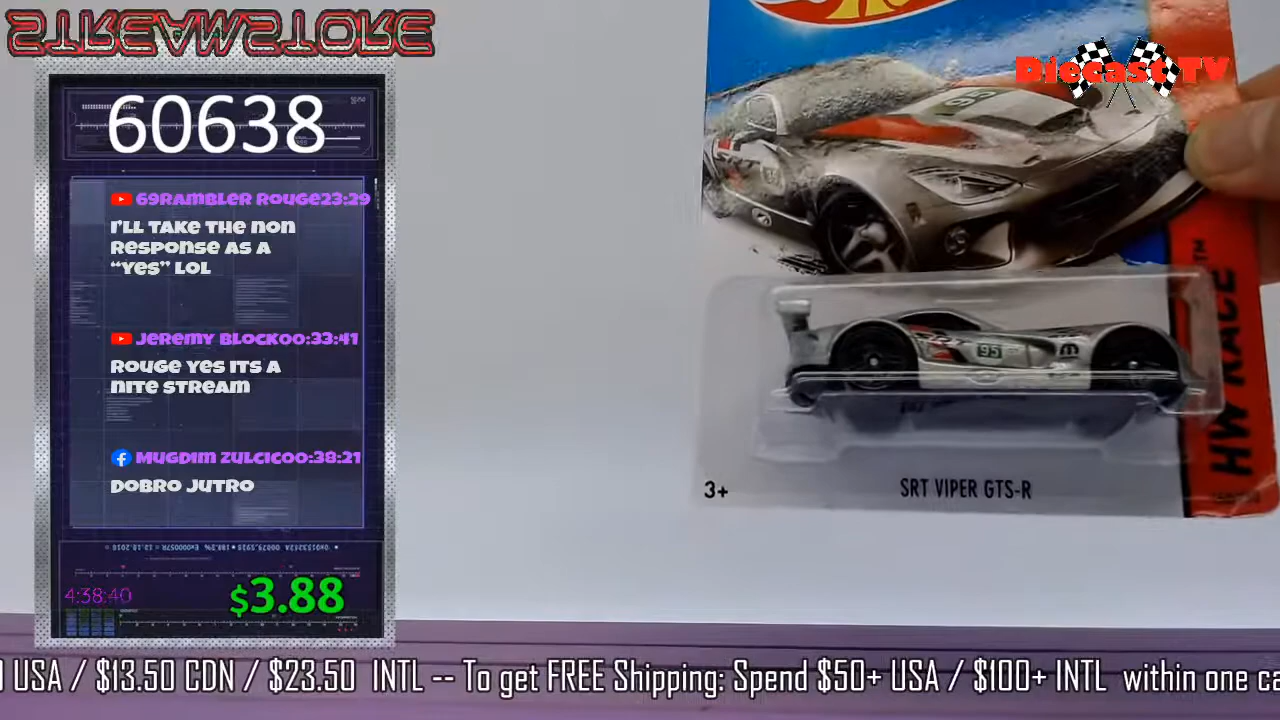 STREAMSTORE
60638
69RAMBLER ROUGE23:29
I'LL TAKE THE NON
RESPONSE AS A
“YES” LOL
JEREMY BLOCK00:33:41
ROUGE YES ITS A
NITE STREAM
MUGDIM ZULCIC00:38:21
DOBRO JUTRO
4:38:40
$3.88
Diecast TV
95
HW RACE™
3+
SRT VIPER GTS-R
USA / $13.50 CDN / $23.50 INTL -- To get FREE Shipping: Spend $50+ USA / $100+ INTL within one